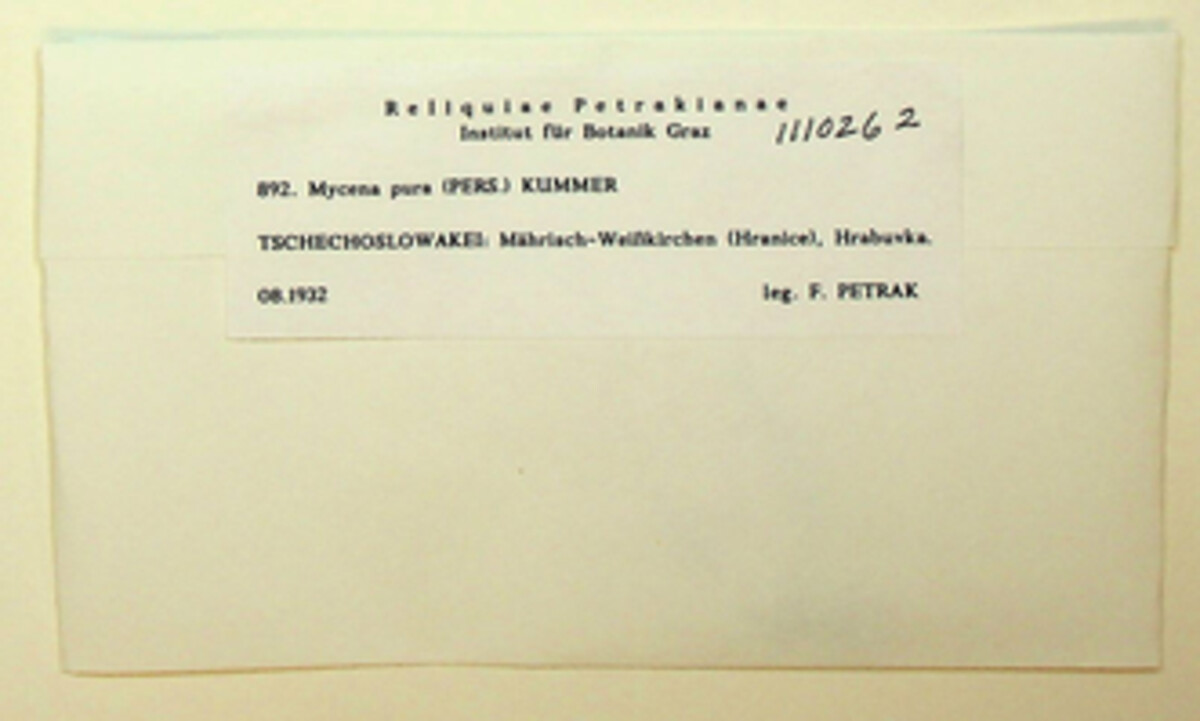 Reliquiae Petrakianae
Institut für Botanik Graz
1110262
892. Mycena pura (PERS.) KUMMER
TSCHECHOSLOWAKEI: Mährisch-Weißkirchen (Hranice), Hrabuvka.
08.1932 leg. F. PETRAK